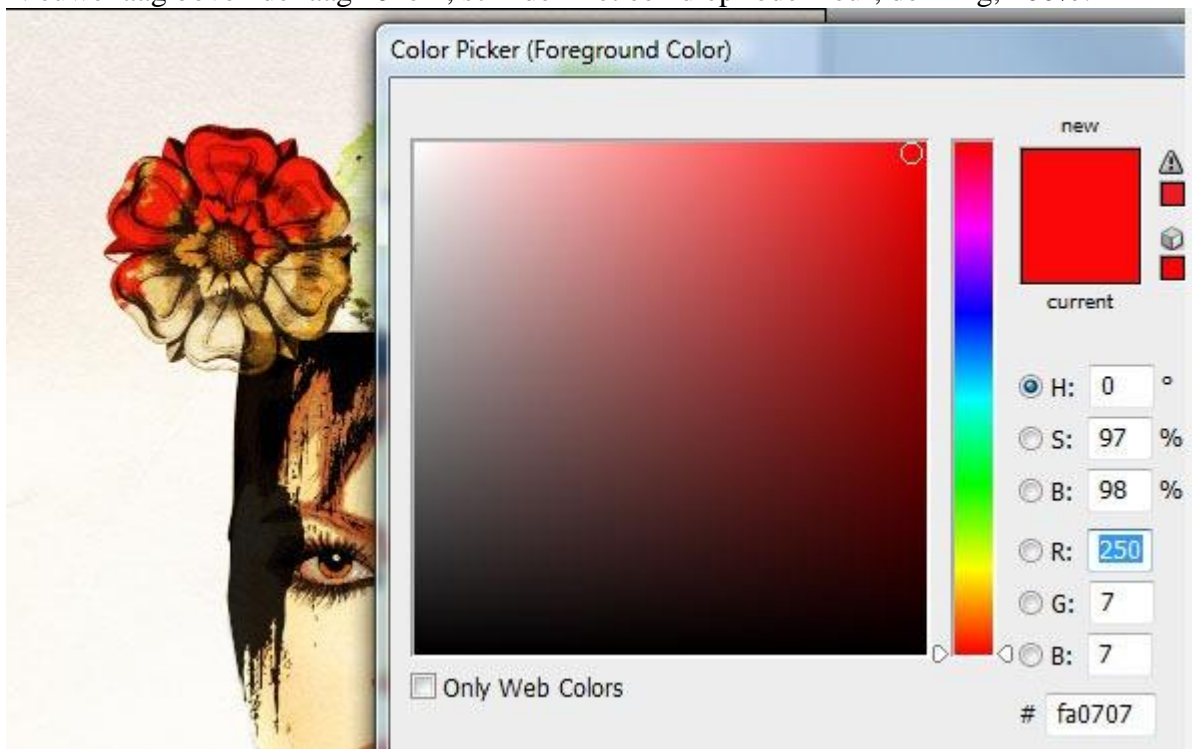 Color Picker (Foreground Color)
new
current
H: 0 °
S: 97 %
B: 98 %
R: 250
G: 7
B: 7
Only Web Colors
# fa0707